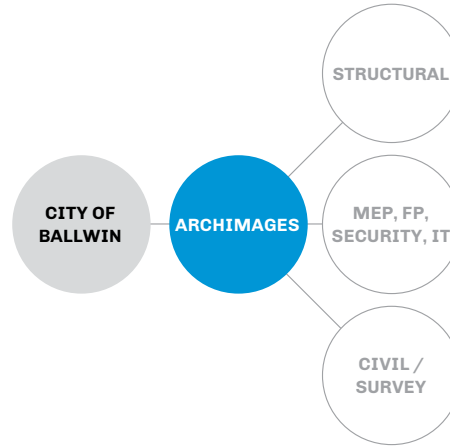 STRUCTURAL
CITY OF
BALLWIN
ARCHIMAGES
MEP, FP,
SECURITY, IT
CIVIL /
SURVEY